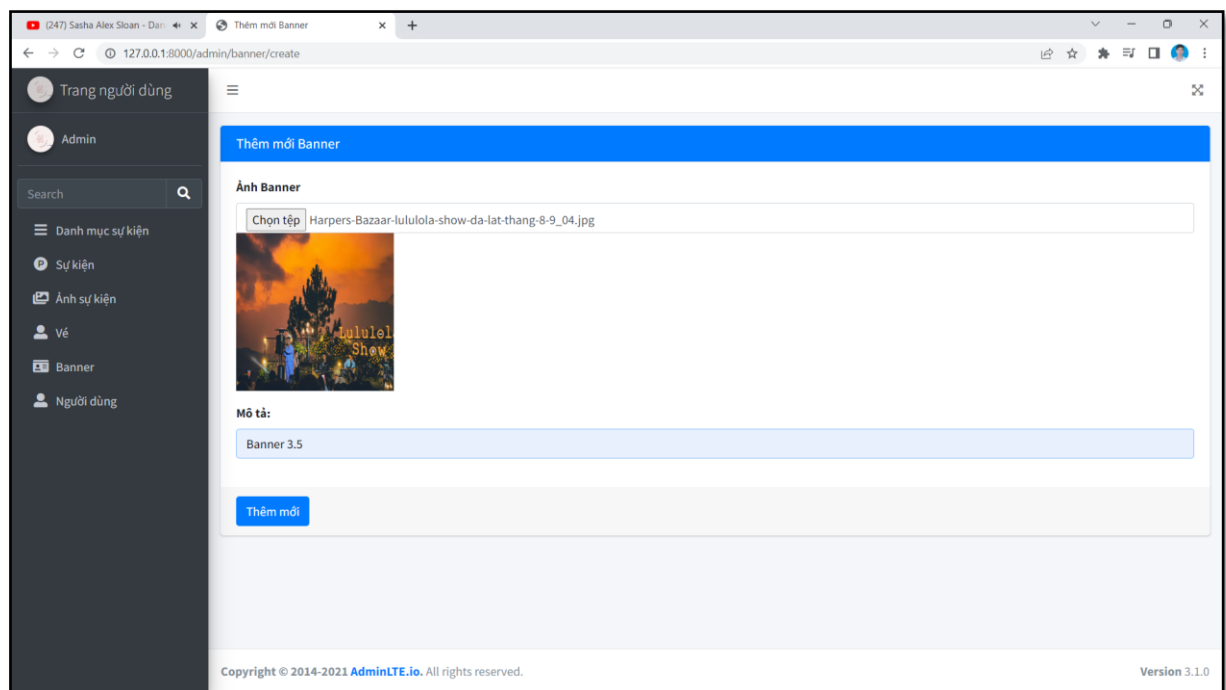 (247) Sasha Alex Sloan - Dan
Thêm mới Banner
127.0.0.1:8000/admin/banner/create
Trang người dùng
Admin
Search
Danh mục sự kiện
Sự kiện
Ảnh sự kiện
Vé
Banner
Người dùng
Thêm mới Banner
Ảnh Banner
Chọn tệp Harpers-Bazaar-lululola-show-da-lat-thang-8-9_04.jpg
Lululol
Show
Mô tả:
Banner 3.5
Thêm mới
Copyright © 2014-2021 AdminLTE.io. All rights reserved.
Version 3.1.0